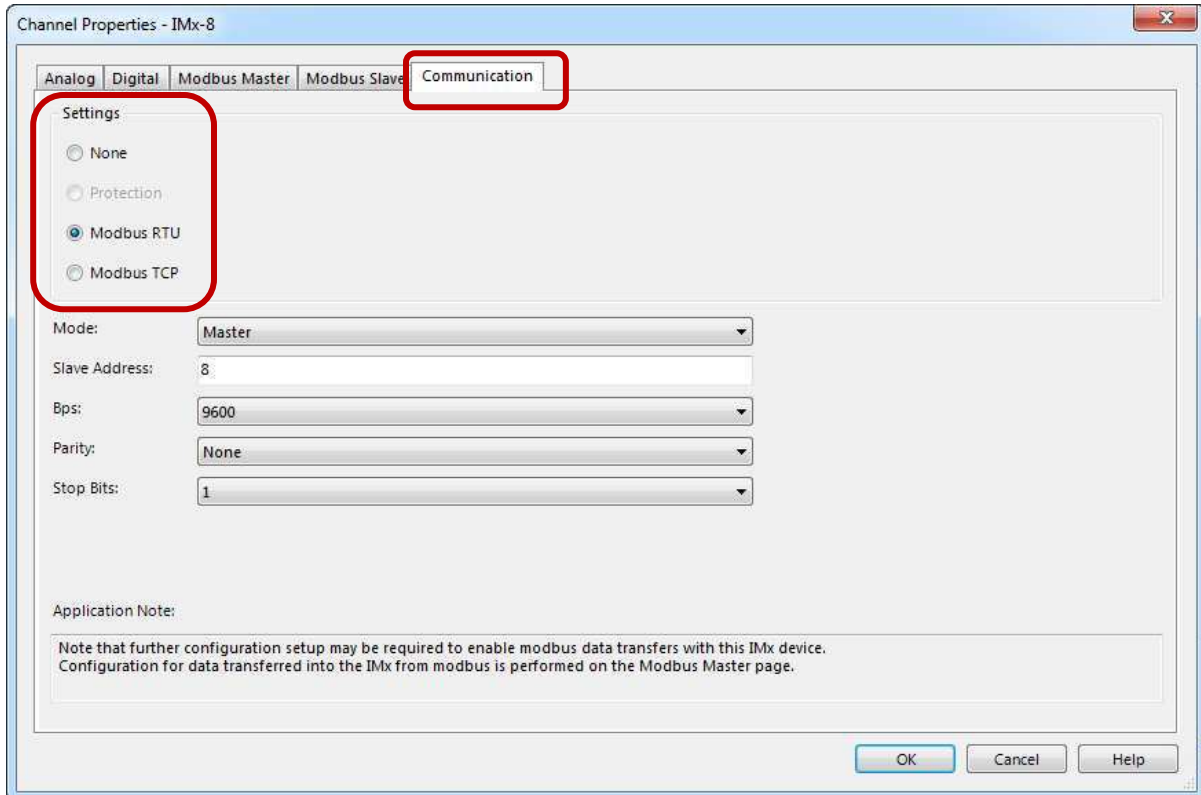 Channel Properties - IMx-8
Analog Digital Modbus Master Modbus Slave Communication
Settings
None
Protection
Modbus RTU
Modbus TCP
Mode: Master
Slave Address: 8
Bps: 9600
Parity: None
Stop Bits: 1
Application Note:
Note that further configuration setup may be required to enable modbus data transfers with this IMx device.
Configuration for data transferred into the IMx from modbus is performed on the Modbus Master page.
OK Cancel Help